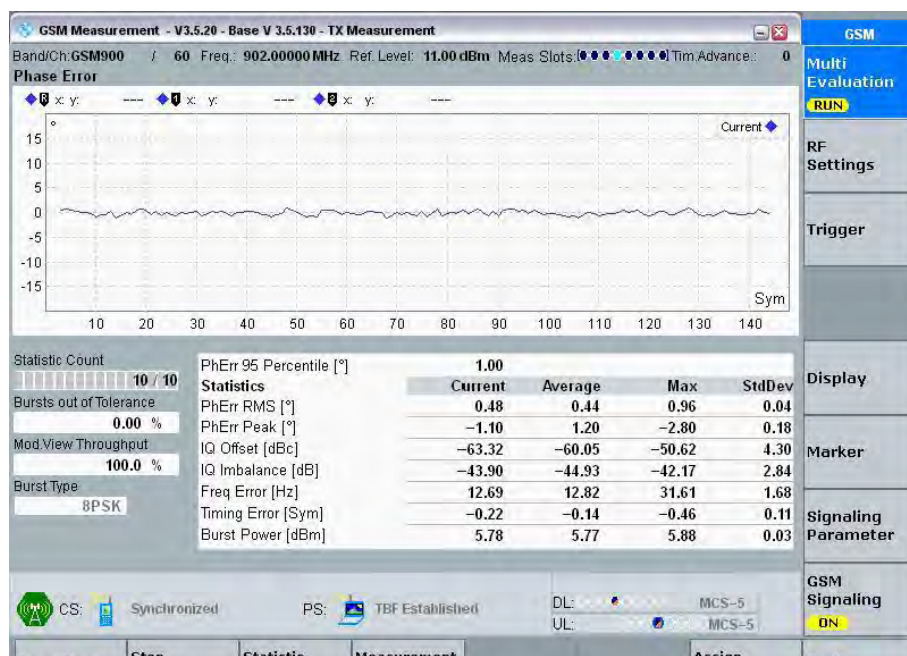 GSM Measurement - V3.5.20 - Base V 3.5.130 - TX Measurement
GSM
Band/Ch: GSM900 / 60 Freq.: 902.00000 MHz Ref. Level: 11.00 dBm Meas Slots: Tim.Advance.: 0
Phase Error
R x: y: --- 1 x: y: --- 2 x: y: ---
Multi Evaluation
RUN
RF Settings
Trigger
Display
Marker
Signaling Parameter
GSM Signaling
ON
° Current
15
10
5
0
-5
-10
-15
Sym
10 20 30 40 50 60 70 80 90 100 110 120 130 140
Statistic Count
10 / 10
Bursts out of Tolerance
0.00 %
Mod.View Throughput
100.0 %
Burst Type
8PSK
PhErr 95 Percentile [°] 1.00
Statistics Current Average Max StdDev
PhErr RMS [°] 0.48 0.44 0.96 0.04
PhErr Peak [°] -1.10 1.20 -2.80 0.18
IQ Offset [dBc] -63.32 -60.05 -50.62 4.30
IQ Imbalance [dB] -43.90 -44.93 -42.17 2.84
Freq Error [Hz] 12.69 12.82 31.61 1.68
Timing Error [Sym] -0.22 -0.14 -0.46 0.11
Burst Power [dBm] 5.78 5.77 5.88 0.03
CS: Synchronized PS: TBF Established DL: MCS-5
UL: MCS-5
Stop Statistic Measurement Assign